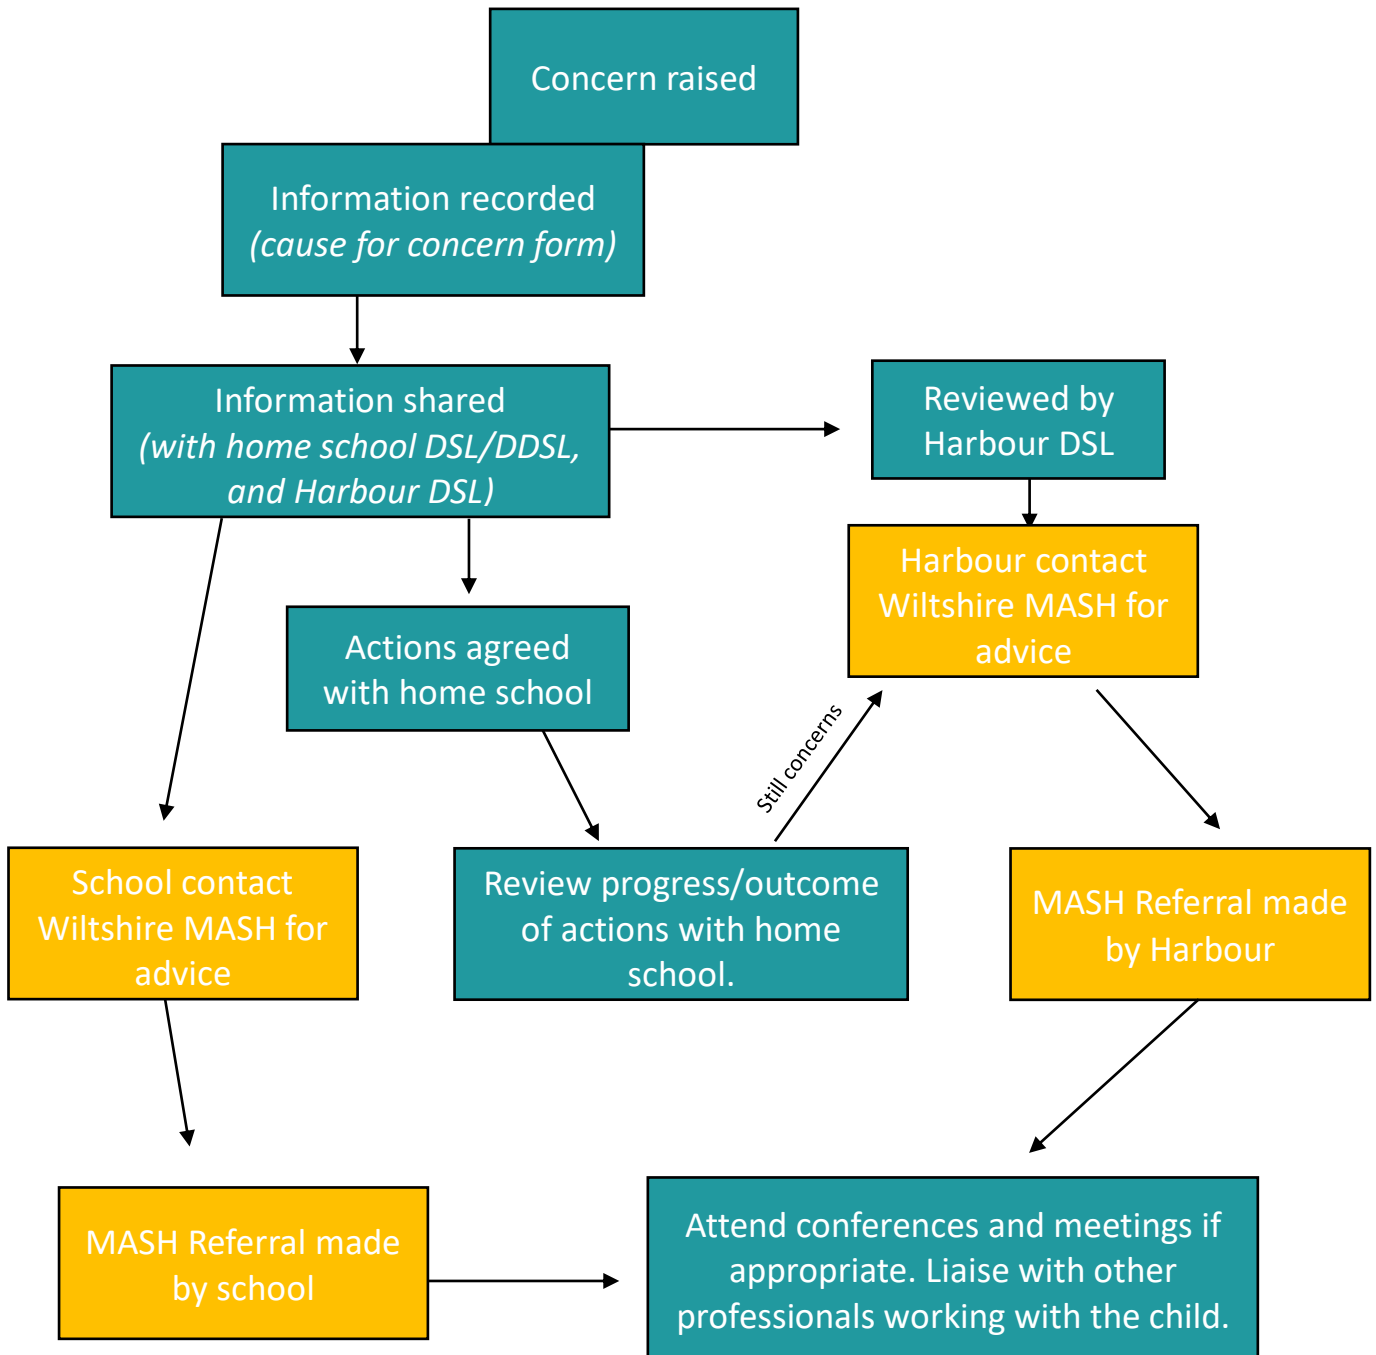 Concern raised
Information recorded
(cause for concern form)
Information shared
(with home school DSL/DDSL,
and Harbour DSL)
Reviewed by
Harbour DSL
Harbour contact
Wiltshire MASH for
advice
Actions agreed
with home school
Still concerns
School contact
Wiltshire MASH for
advice
Review progress/outcome
of actions with home
school.
MASH Referral made
by Harbour
MASH Referral made
by school
Attend conferences and meetings if
appropriate. Liaise with other
professionals working with the child.